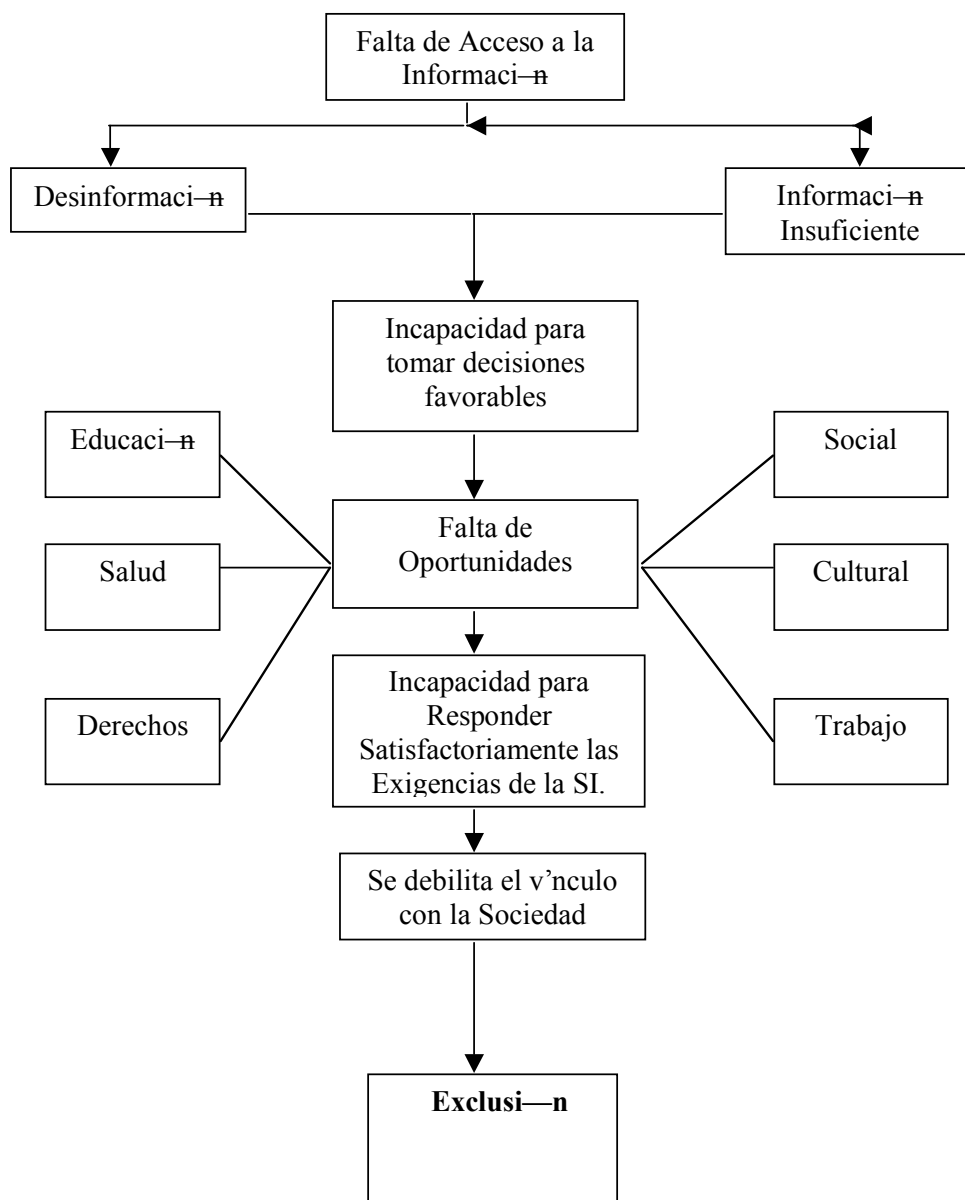 Falta de Acceso a la
Informaci—n
Desinformaci—n
Informaci—n
Insuficiente
Incapacidad para
tomar decisiones
favorables
Educaci—n
Social
Falta de
Oportunidades
Salud
Cultural
Incapacidad para
Responder
Satisfactoriamente las
Exigencias de la SI.
Derechos
Trabajo
Se debilita el v’nculo
con la Sociedad
Exclusi—n